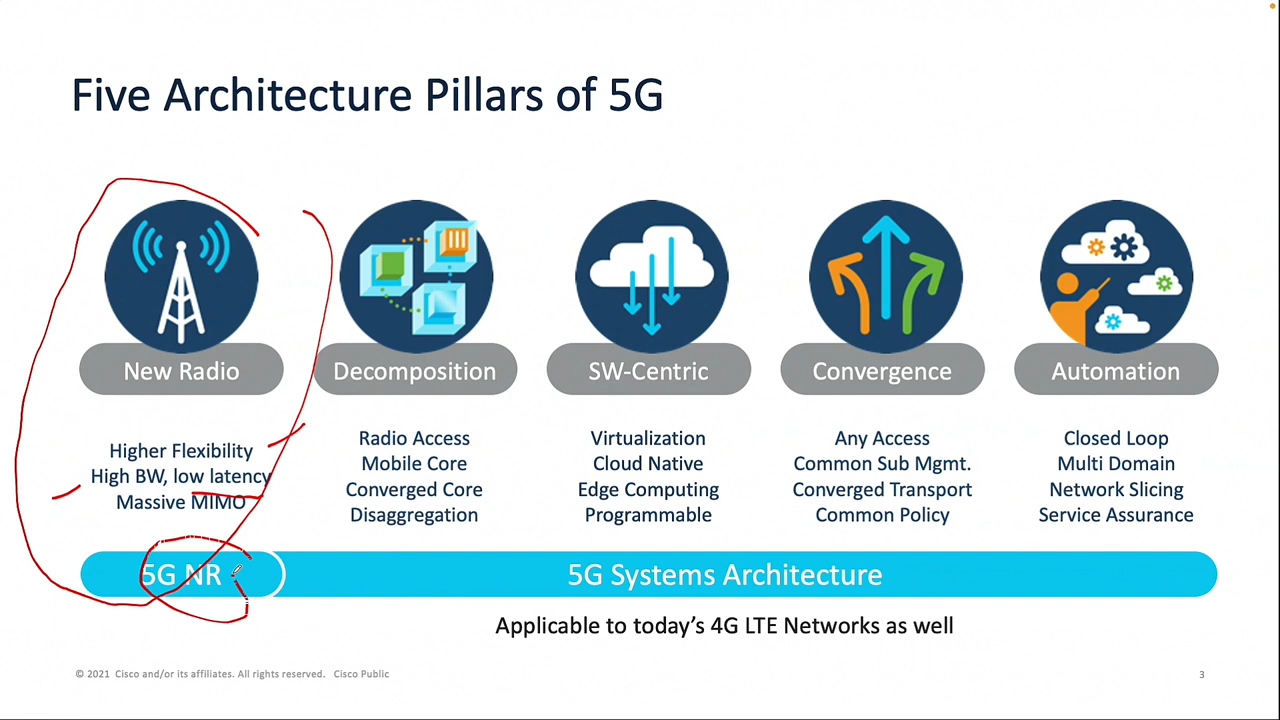 Five Architecture Pillars of 5G
New Radio
Higher Flexibility
High BW, low latency
Massive MIMO
Decomposition
Radio Access
Mobile Core
Converged Core
Disaggregation
SW-Centric
Virtualization
Cloud Native
Edge Computing
Programmable
Convergence
Any Access
Common Sub Mgmt.
Converged Transport
Common Policy
Automation
Closed Loop
Multi Domain
Network Slicing
Service Assurance
5G NR
5G Systems Architecture
Applicable to today's 4G LTE Networks as well
© 2021 Cisco and/or its affiliates. All rights reserved. Cisco Public
3